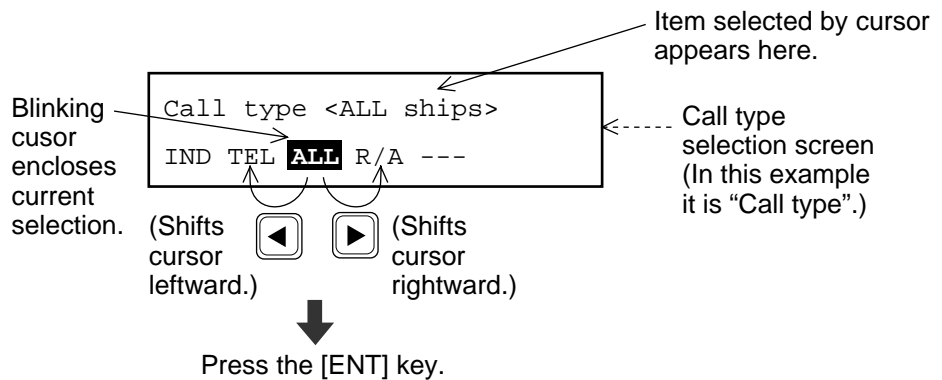 Item selected by cursor
appears here.
Blinking
cusor
encloses
current
selection.
Call type <ALL ships>
IND TEL ALL R/A ---
Call type
selection screen
(In this example
it is “Call type”.)
(Shifts
cursor
leftward.)
(Shifts
cursor
rightward.)
Press the [ENT] key.